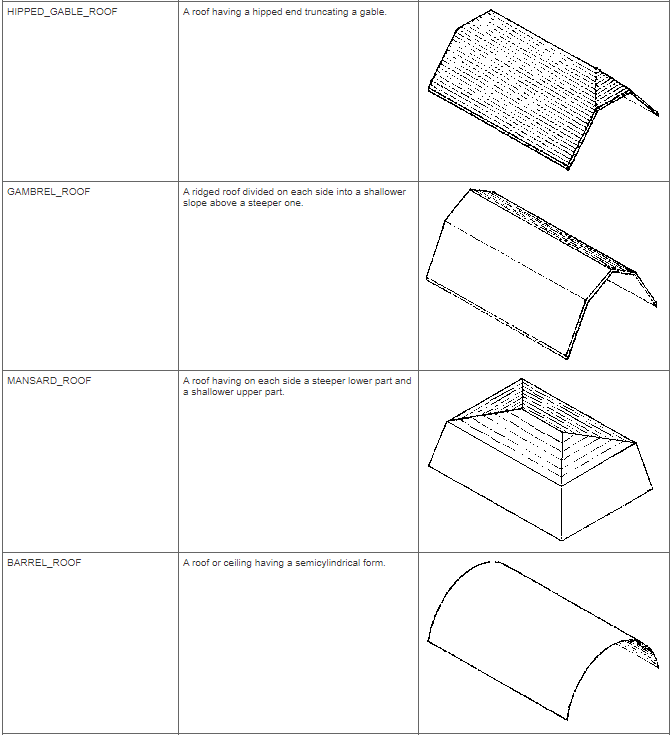 HIPPED_GABLE_ROOF
A roof having a hipped end truncating a gable.
GAMBREL_ROOF
A ridged roof divided on each side into a shallower
slope above a steeper one.
MANSARD_ROOF
A roof having on each side a steeper lower part and
a shallower upper part.
BARREL_ROOF
A roof or ceiling having a semicylindrical form.